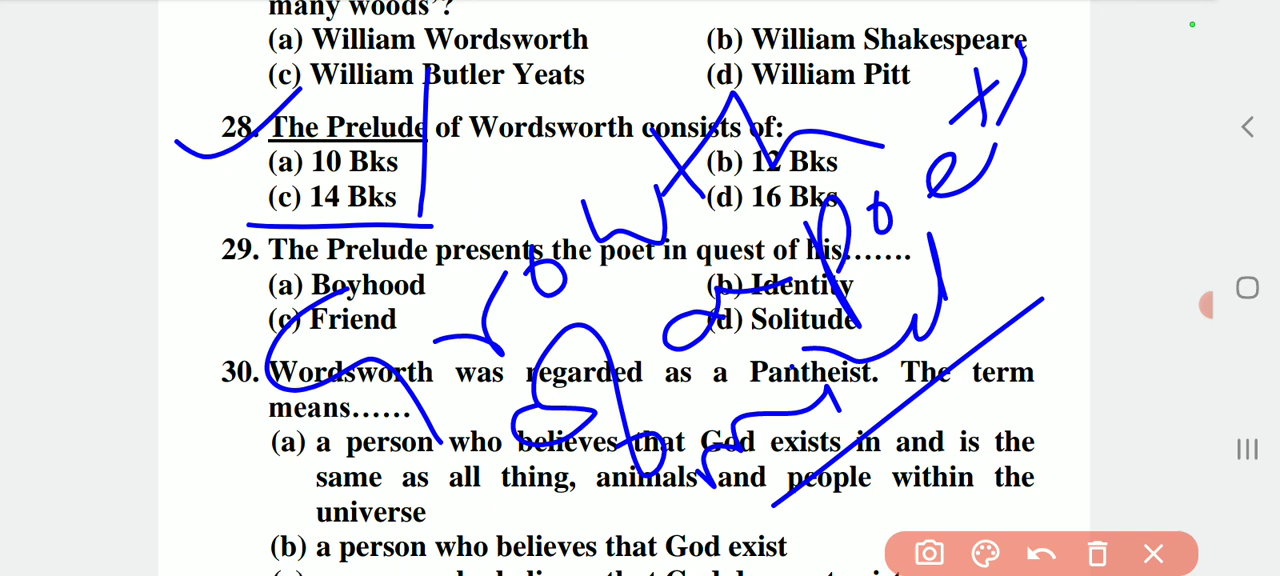 many woods'?
(a) William Wordsworth (b) William Shakespeare
(c) William Butler Yeats (d) William Pitt
28. The Prelude of Wordsworth consists of:
(a) 10 Bks (b) 12 Bks
(c) 14 Bks (d) 16 Bks
29. The Prelude presents the poet in quest of his.......
(a) Boyhood (b) Identity
(c) Friend (d) Solitude
30. Wordsworth was regarded as a Pantheist. The term
means......
(a) a person who believes that God exists in and is the
same as all thing, animals and people within the
universe
(b) a person who believes that God exist